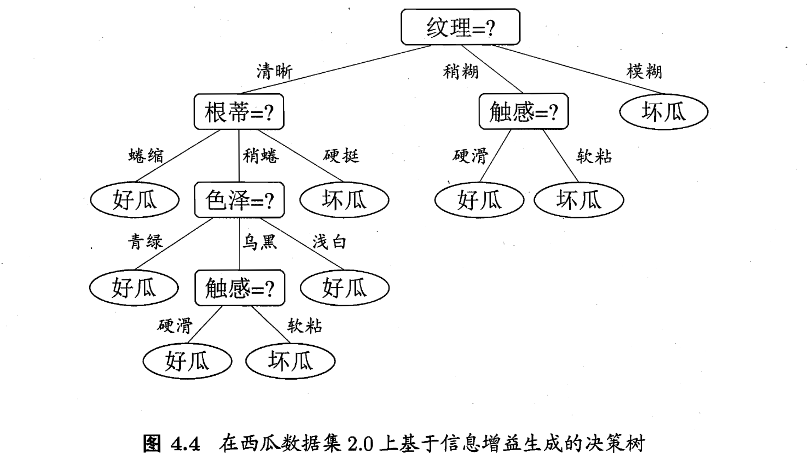 纹理=?
清晰 稍糊 模糊
根蒂=? 触感=? 坏瓜
蜷缩 稍蜷 硬挺 硬滑 软粘
好瓜 色泽=? 坏瓜 好瓜 坏瓜
青绿 乌黑 浅白
好瓜 触感=? 好瓜
硬滑 软粘
好瓜 坏瓜
图 4.4 在西瓜数据集 2.0 上基于信息增益生成的决策树